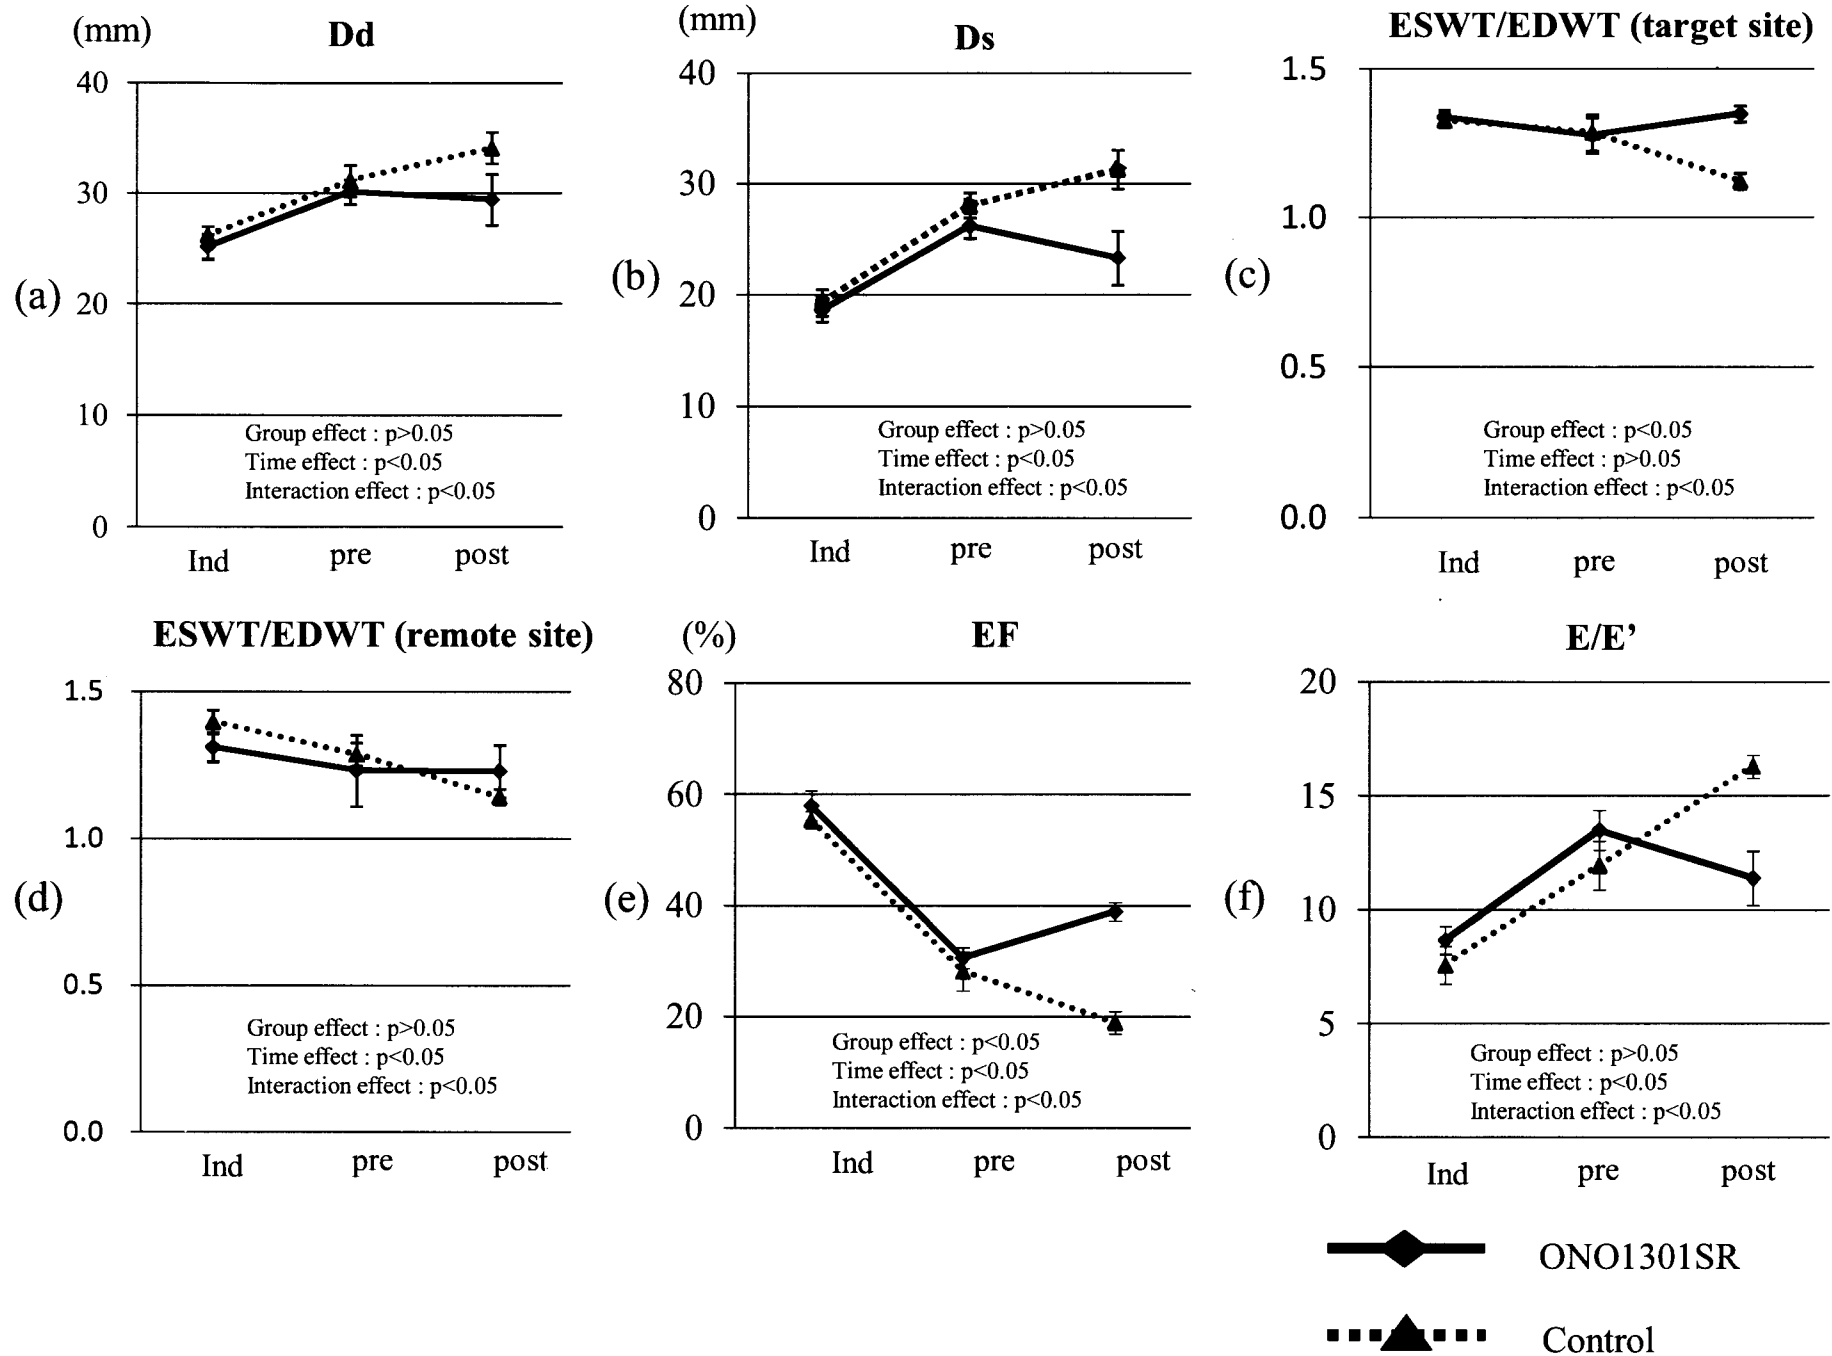 (mm)
Dd
40
30
20
10
0
(a)
Group effect : p>0.05
Time effect : p<0.05
Interaction effect : p<0.05
Ind pre post
(mm)
Ds
40
30
20
10
0
(b)
Group effect : p>0.05
Time effect : p<0.05
Interaction effect : p<0.05
Ind pre post
ESWT/EDWT (target site)
1.5
1.0
0.5
0.0
(c)
Group effect : p<0.05
Time effect : p>0.05
Interaction effect : p<0.05
Ind pre post
ESWT/EDWT (remote site)
1.5
1.0
0.5
0.0
(d)
Group effect : p>0.05
Time effect : p<0.05
Interaction effect : p<0.05
Ind pre post
(%)
EF
80
60
40
20
0
(e)
Group effect : p<0.05
Time effect : p<0.05
Interaction effect : p<0.05
Ind pre post
E/E’
20
15
10
5
0
(f)
Group effect : p>0.05
Time effect : p<0.05
Interaction effect : p<0.05
Ind pre post
ONO1301SR
Control